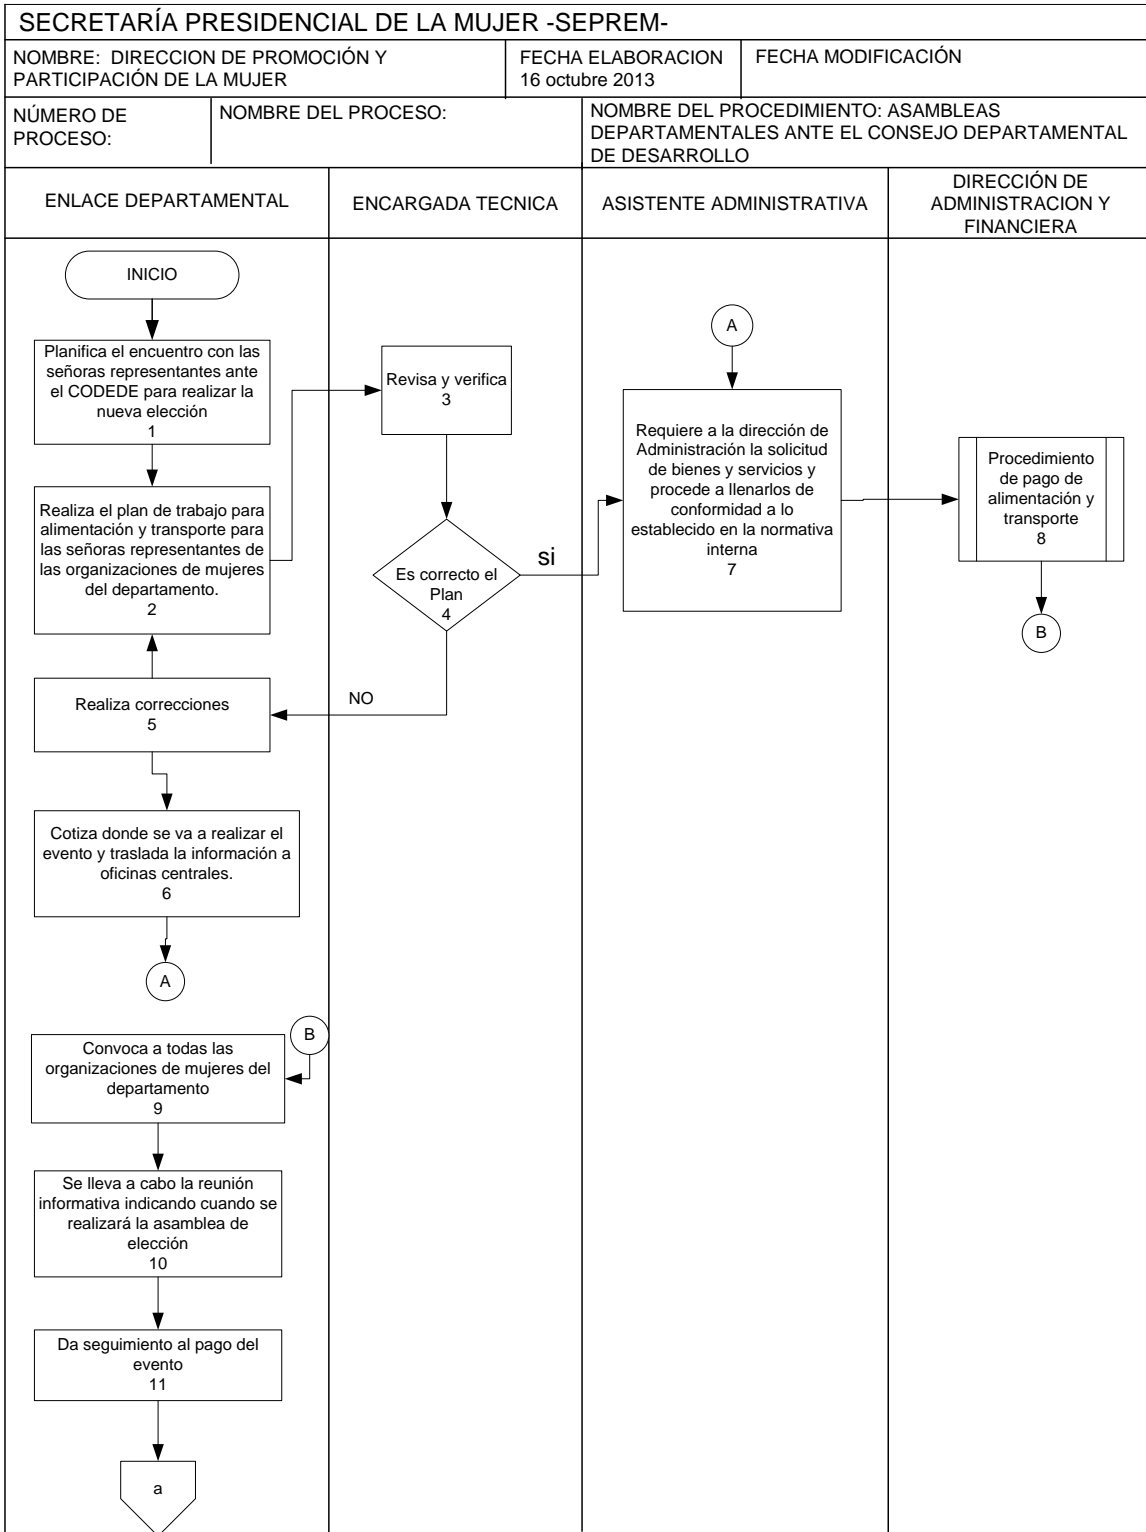 SECRETARÍA PRESIDENCIAL DE LA MUJER -SEPREM-
NOMBRE: DIRECCION DE PROMOCIÓN Y
PARTICIPACIÓN DE LA MUJER
FECHA ELABORACION
16 octubre 2013
FECHA MODIFICACIÓN
NÚMERO DE
PROCESO:
NOMBRE DEL PROCESO:
NOMBRE DEL PROCEDIMIENTO: ASAMBLEAS
DEPARTAMENTALES ANTE EL CONSEJO DEPARTAMENTAL
DE DESARROLLO
ENLACE DEPARTAMENTAL
ENCARGADA TECNICA
ASISTENTE ADMINISTRATIVA
DIRECCIÓN DE
ADMINISTRACION Y
FINANCIERA
INICIO
Planifica el encuentro con las
señoras representantes ante
el CODEDE para realizar la
nueva elección
1
Realiza el plan de trabajo para
alimentación y transporte para
las señoras representantes de
las organizaciones de mujeres
del departamento.
2
Revisa y verifica
3
Es correcto el
Plan
4
si
NO
Realiza correcciones
5
Cotiza donde se va a realizar el
evento y traslada la información a
oficinas centrales.
6
A
A
Requiere a la dirección de
Administración la solicitud
de bienes y servicios y
procede a llenarlos de
conformidad a lo
establecido en la normativa
interna
7
Procedimiento
de pago de
alimentación y
transporte
8
B
B
Convoca a todas las
organizaciones de mujeres del
departamento
9
Se lleva a cabo la reunión
informativa indicando cuando se
realizará la asamblea de
elección
10
Da seguimiento al pago del
evento
11
a